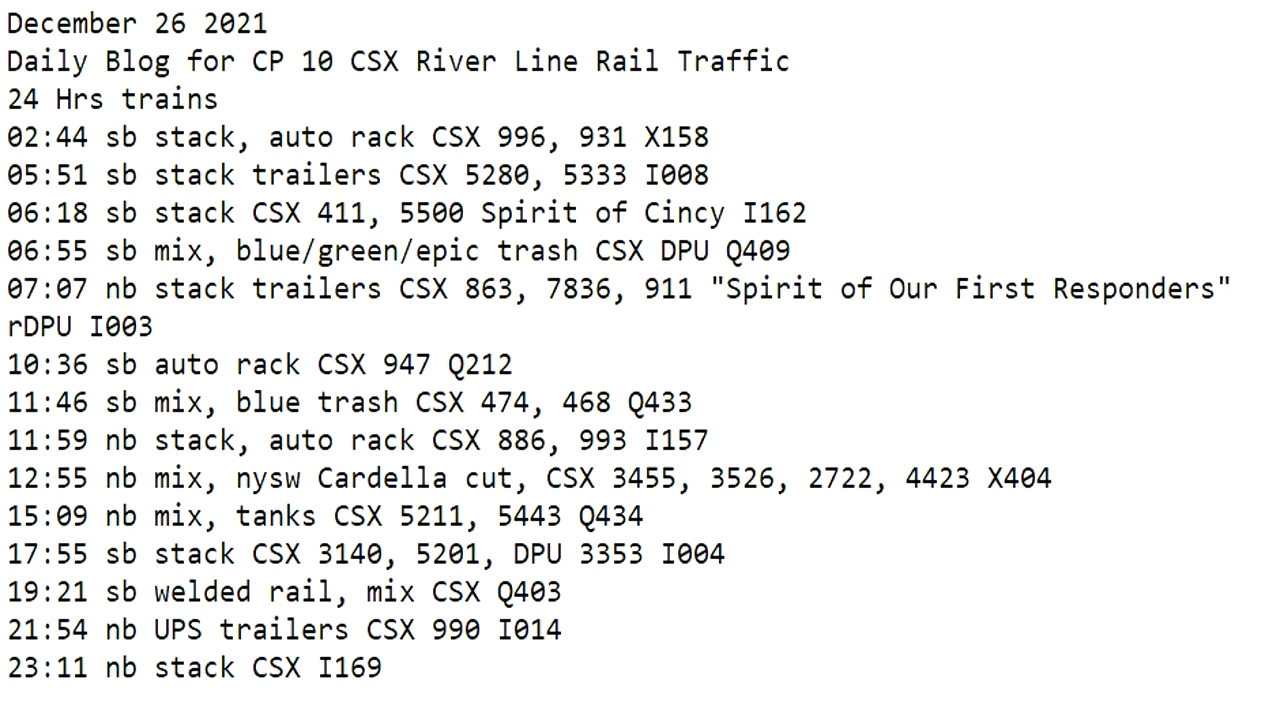 December 26 2021
Daily Blog for CP 10 CSX River Line Rail Traffic
24 Hrs trains
02:44 sb stack, auto rack CSX 996, 931 X158
05:51 sb stack trailers CSX 5280, 5333 I008
06:18 sb stack CSX 411, 5500 Spirit of Cincy I162
06:55 sb mix, blue/green/epic trash CSX DPU Q409
07:07 nb stack trailers CSX 863, 7836, 911 "Spirit of Our First Responders"
rDPU I003
10:36 sb auto rack CSX 947 Q212
11:46 sb mix, blue trash CSX 474, 468 Q433
11:59 nb stack, auto rack CSX 886, 993 I157
12:55 nb mix, nysw Cardella cut, CSX 3455, 3526, 2722, 4423 X404
15:09 nb mix, tanks CSX 5211, 5443 Q434
17:55 sb stack CSX 3140, 5201, DPU 3353 I004
19:21 sb welded rail, mix CSX Q403
21:54 nb UPS trailers CSX 990 I014
23:11 nb stack CSX I169